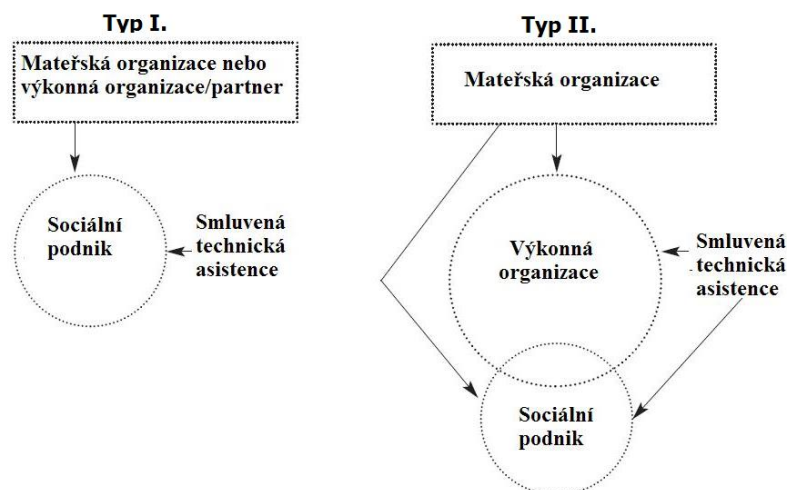 Typ I.
Mateřská organizace nebo
výkonná organizace/partner
Sociální
podnik
Smluvená
technická
asistence
Typ II.
Mateřská organizace
Výkonná
organizace
Smluvená
technická
asistence
Sociální
podnik